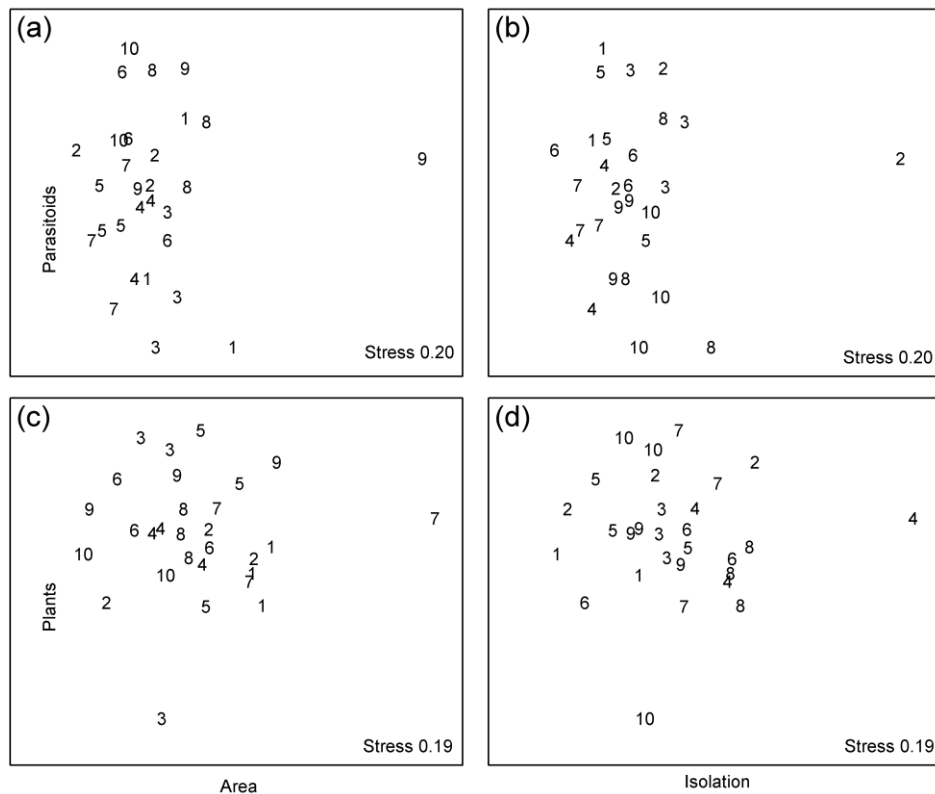 (a)
10
6 8 9
1 8
10 6
2 2
7
9
5 9 2 8
4 4 3
5 5
7 6
4 1
7 3
3 1
Stress 0.20
Parasitoids
(b)
1
5 3 2
8 3
1 5
6 6
4
2
7 2 6 3
9 9 10
7 7
4 5
9 8
4 10
10 8
Stress 0.20
(c)
3 5
3
9
6 9 5
9 8 7
7
6 4 4 8 2
10 6 1
8 4 2
10 1 7
2 5 1
3
Stress 0.19
Plants
Area
(d)
10 7
10
2
5 2 7
2 3 4
4
5 9 9 3 6
1 5 8
3 9 6
1 8 4
6 7 8
10
Stress 0.19
Isolation